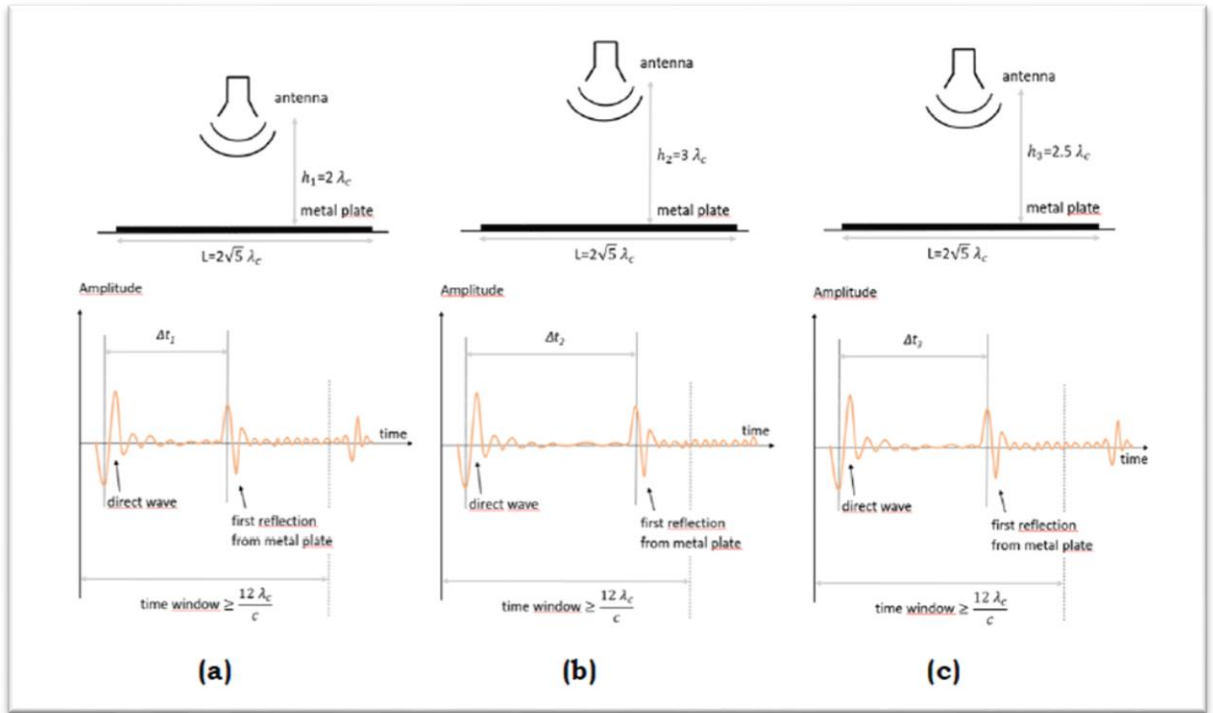 antenna
h₁=2 λc
metal plate
L=2√5 λc
Amplitude
Δt₁
time
direct wave
first reflection
from metal plate
time window ≥ 12 λc / c
(a)
antenna
h₂=3 λc
metal plate
L=2√5 λc
Amplitude
Δt₂
time
direct wave
first reflection
from metal plate
time window ≥ 12 λc / c
(b)
antenna
h₃=2.5 λc
metal plate
L=2√5 λc
Amplitude
Δt₃
time
direct wave
first reflection
from metal plate
time window ≥ 12 λc / c
(c)